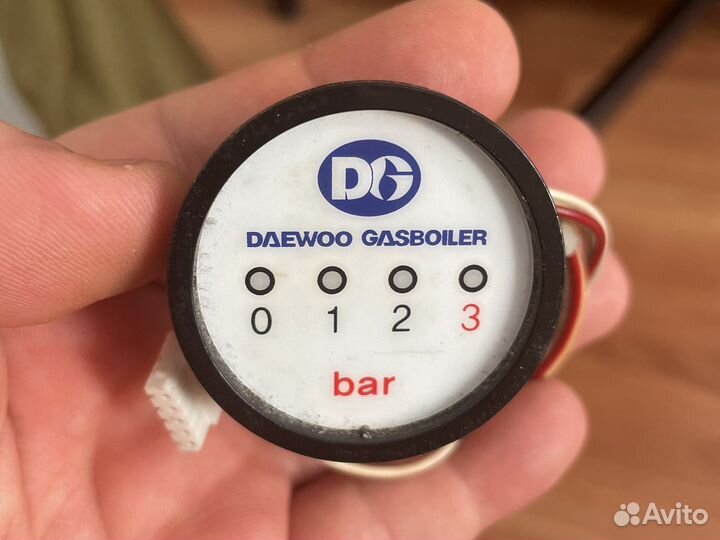 DG
DAEWOO GASBOILER
0 1 2 3
bar
Avito